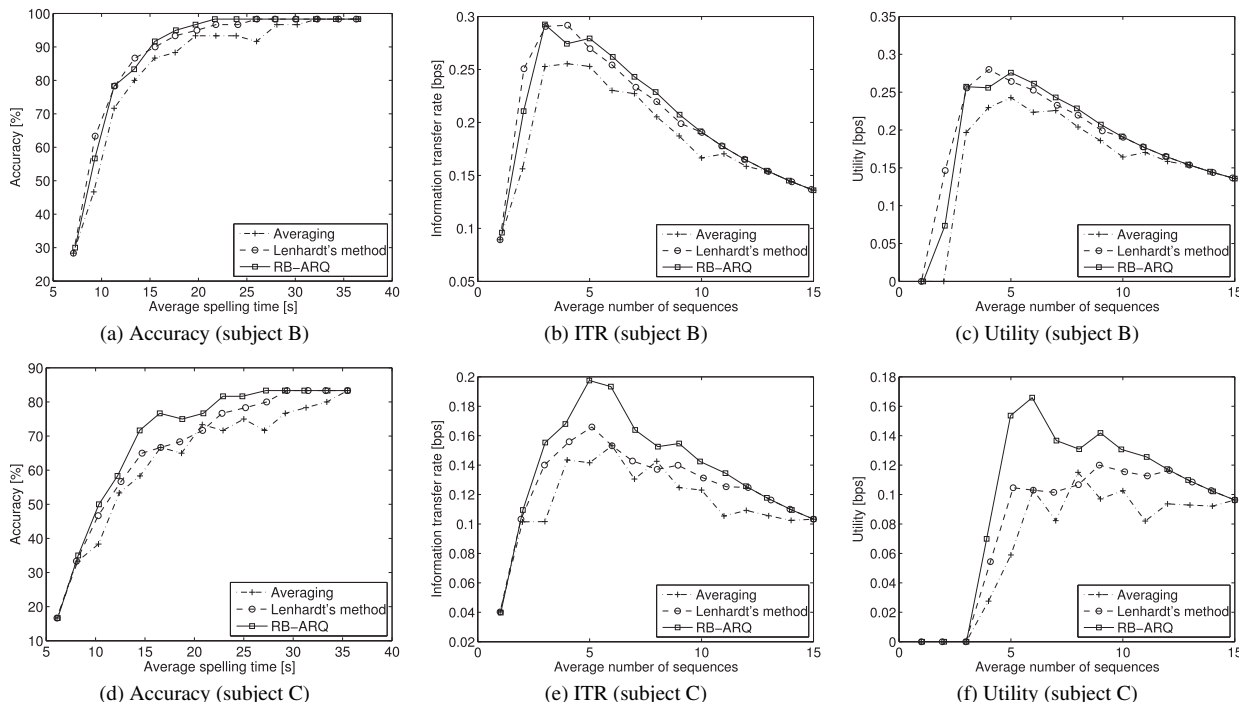 100
90
80
70
60
50
40
30
20
5 10 15 20 25 30 35 40
Accuracy [%]
Average spelling time [s]
Averaging
Lenhardt's method
RB−ARQ
(a) Accuracy (subject B)
0.3
0.25
0.2
0.15
0.1
0.05
0 5 10 15
Information transfer rate [bps]
Average number of sequences
Averaging
Lenhardt's method
RB−ARQ
(b) ITR (subject B)
0.35
0.3
0.25
0.2
0.15
0.1
0.05
0
0 5 10 15
Utility [bps]
Average number of sequences
Averaging
Lenhardt's method
RB−ARQ
(c) Utility (subject B)
90
80
70
60
50
40
30
20
10
5 10 15 20 25 30 35 40
Accuracy [%]
Average spelling time [s]
Averaging
Lenhardt's method
RB−ARQ
(d) Accuracy (subject C)
0.2
0.18
0.16
0.14
0.12
0.1
0.08
0.06
0.04
0.02
0 5 10 15
Information transfer rate [bps]
Average number of sequences
Averaging
Lenhardt's method
RB−ARQ
(e) ITR (subject C)
0.18
0.16
0.14
0.12
0.1
0.08
0.06
0.04
0.02
0
0 5 10 15
Utility [bps]
Average number of sequences
Averaging
Lenhardt's method
RB−ARQ
(f) Utility (subject C)